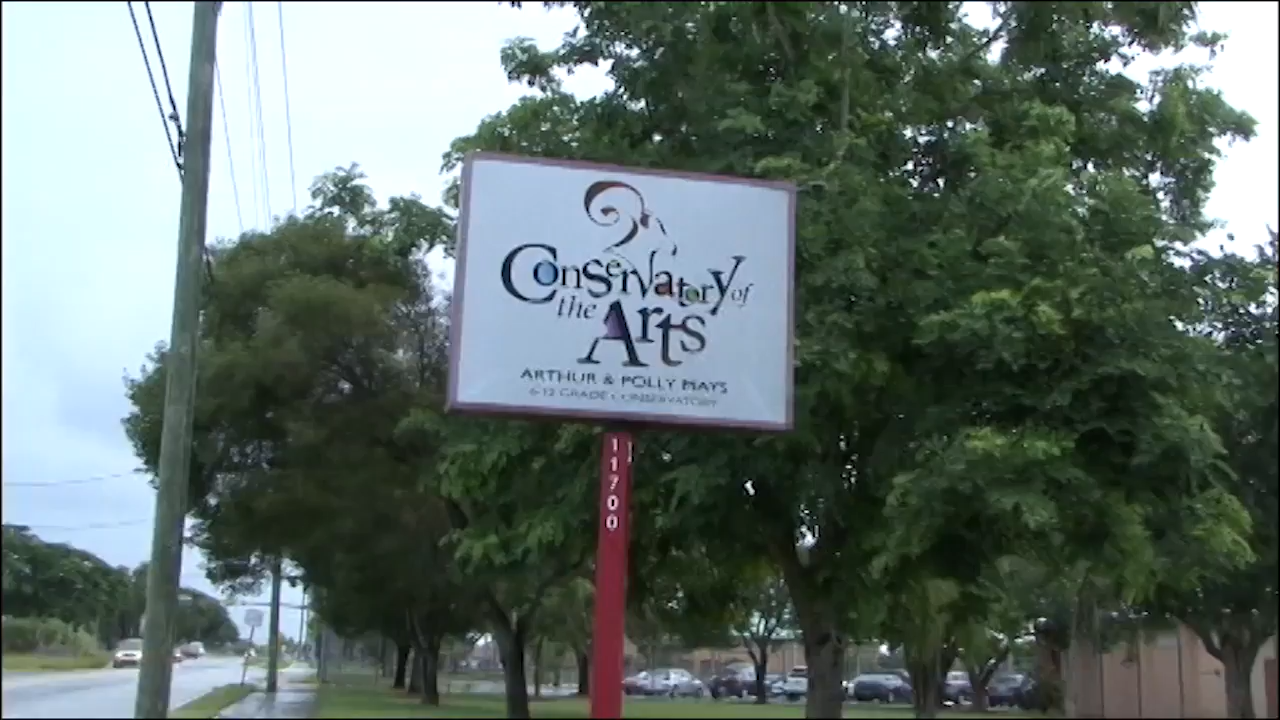 Conservatory of
the Arts
ARTHUR & POLLY MAYS
6-12 GRADE CONSERVATORY
11700